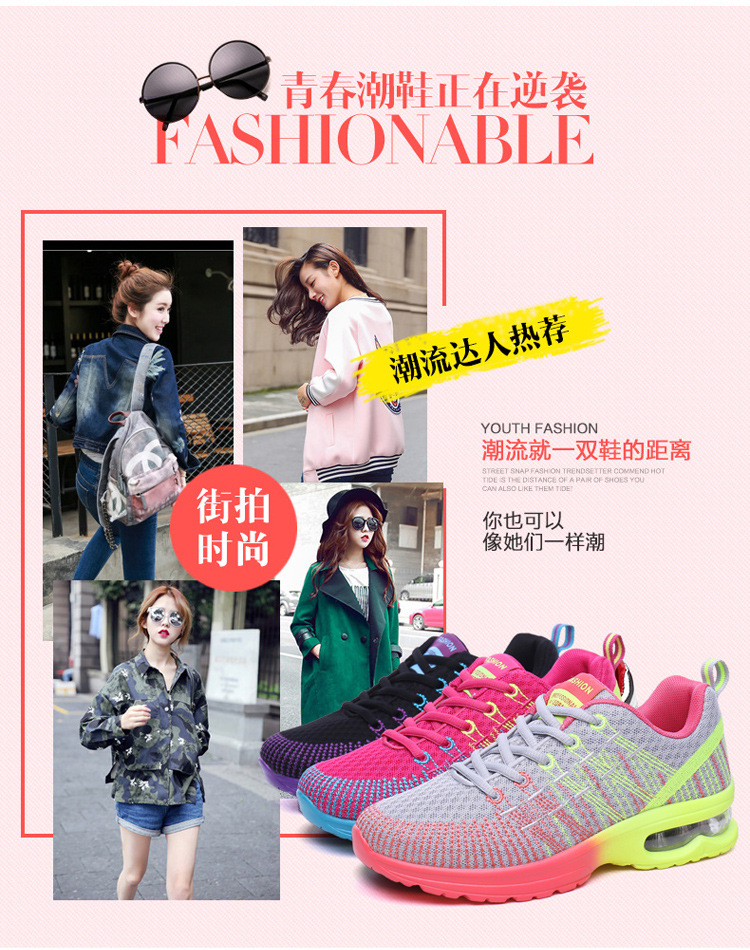 青春潮鞋正在逆袭
FASHIONABLE
潮流达人热荐
YOUTH FASHION
潮流就一双鞋的距离
STREET SNAP FASHION TRENDSETTER COMMEND HOT
TIDE IS THE DISTANCE OF A PAIR OF SHOES YOU
CAN ALSO LIKE THEM TIDE!
你也可以
像她们一样潮
街拍
时尚
FASHION